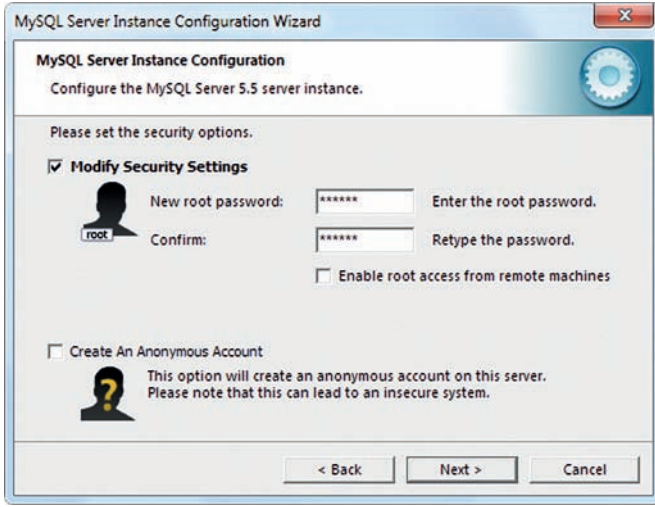 MySQL Server Instance Configuration Wizard
MySQL Server Instance Configuration
Configure the MySQL Server 5.5 server instance.
Please set the security options.
Modify Security Settings
root
New root password: ****** Enter the root password.
Confirm: ****** Retype the password.
Enable root access from remote machines
Create An Anonymous Account
?
This option will create an anonymous account on this server.
Please note that this can lead to an insecure system.
< Back Next > Cancel